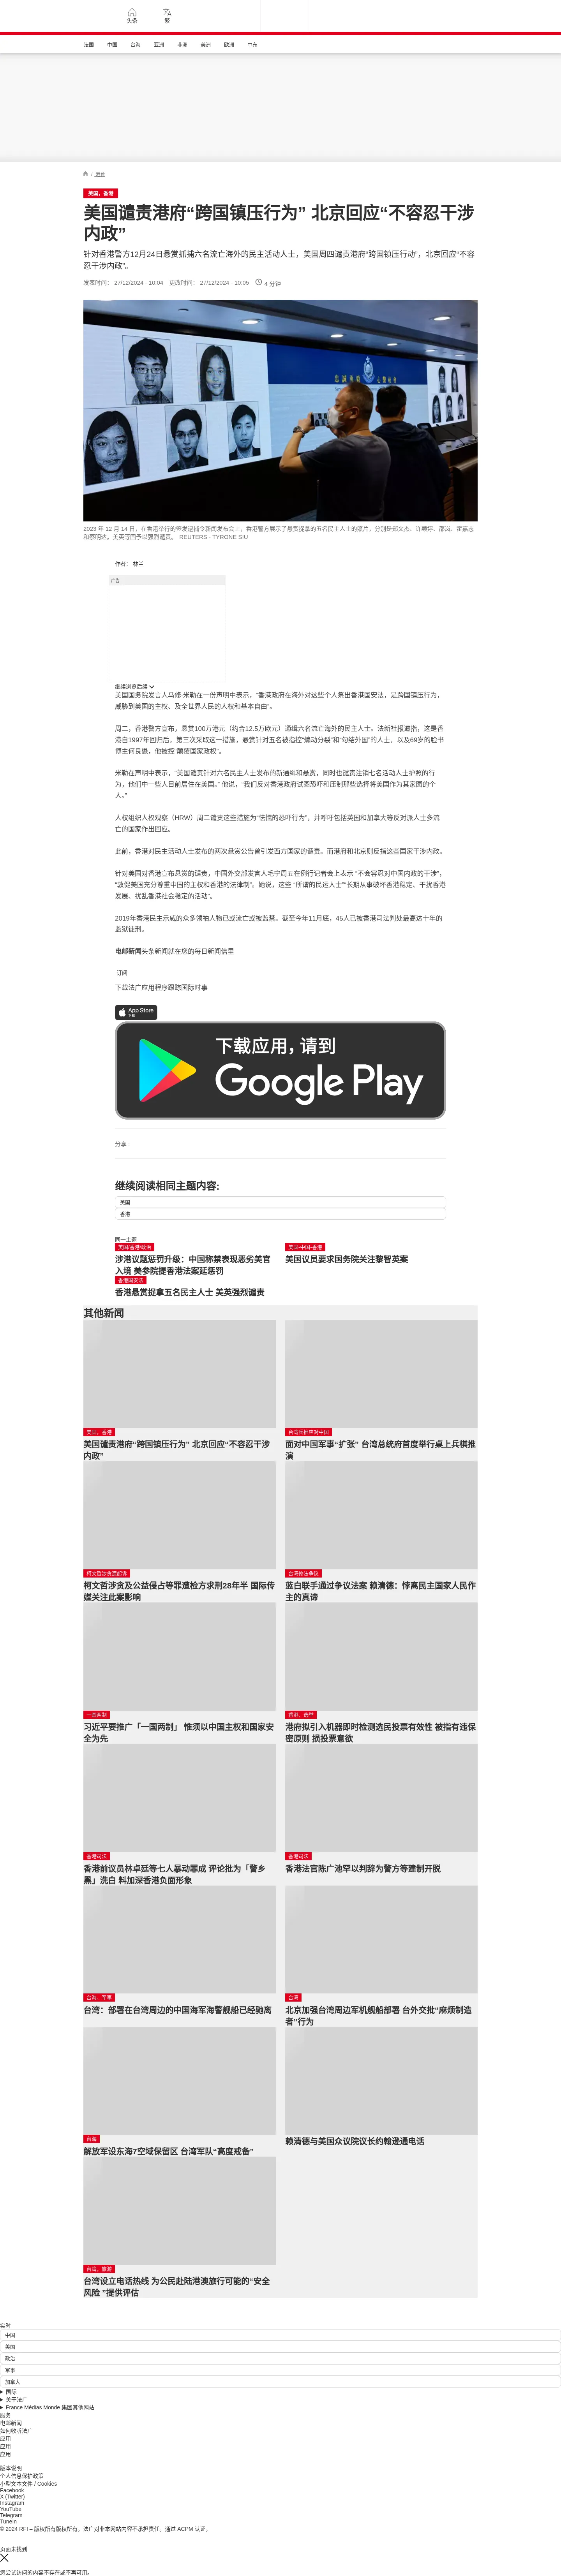 头条
繁
法国
中国
台海
亚洲
非洲
美洲
欧洲
中东
/ 港台
美国，香港
美国谴责港府“跨国镇压行为” 北京回应“不容忍干涉
内政”
针对香港警方12月24日悬赏抓捕六名流亡海外的民主活动人士，美国周四谴责港府“跨国镇压行动”，北京回应“不容
忍干涉内政”。
发表时间： 27/12/2024 - 10:04 更改时间： 27/12/2024 - 10:05 4 分钟
忠誠勇毅 心繫社會
2023 年 12 月 14 日，在香港举行的签发逮捕令新闻发布会上，香港警方展示了悬赏捉拿的五名民主人士的照片，分别是郑文杰、许颖婷、邵岚、霍嘉志
和蔡明达。美英等国予以强烈谴责。 REUTERS - TYRONE SIU
作者： 林兰
广告
继续浏览后续
美国国务院发言人马修·米勒在一份声明中表示，“香港政府在海外对这些个人祭出香港国安法，是跨国镇压行为，
威胁到美国的主权、及全世界人民的人权和基本自由”。
周二，香港警方宣布，悬赏100万港元（约合12.5万欧元）通缉六名流亡海外的民主人士。法新社报道指，这是香
港自1997年回归后，第三次采取这一措施，悬赏针对五名被指控“煽动分裂”和“勾结外国”的人士，以及69岁的脸书
博主何良懋，他被控“颠覆国家政权”。
米勒在声明中表示，“美国谴责针对六名民主人士发布的新通缉和悬赏，同时也谴责注销七名活动人士护照的行
为，他们中一些人目前居住在美国。” 他说，“我们反对香港政府试图恐吓和压制那些选择将美国作为其家园的个
人。”
人权组织人权观察（HRW）周二谴责这些措施为“怯懦的恐吓行为”，并呼吁包括英国和加拿大等反对派人士多流
亡的国家作出回应。
此前，香港对民主活动人士发布的两次悬赏公告曾引发西方国家的谴责。而港府和北京则反指这些国家干涉内政。
针对美国对香港宣布悬赏的谴责，中国外交部发言人毛宁周五在例行记者会上表示 “不会容忍对中国内政的干涉”，
“敦促美国充分尊重中国的主权和香港的法律制”。她说，这些 “所谓的民运人士”“长期从事破坏香港稳定、干扰香港
发展、扰乱香港社会稳定的活动”。
2019年香港民主示威的众多领袖人物已或流亡或被监禁。截至今年11月底，45人已被香港司法判处最高达十年的
监狱徒刑。
电邮新闻头条新闻就在您的每日新闻信里
订阅
下载法广应用程序跟踪国际时事
App Store
下载
下载应用，请到
Google Play
分享 :
继续阅读相同主题内容:
美国
香港
同一主题
美国/香港/政治
涉港议题惩罚升级：中国称禁表现恶劣美官
入境 美参院提香港法案延惩罚
美国·中国·香港
美国议员要求国务院关注黎智英案
香港国安法
香港悬赏捉拿五名民主人士 美英强烈谴责
其他新闻
美国，香港
美国谴责港府“跨国镇压行为” 北京回应“不容忍干涉
内政”
台湾兵棋应对中国
面对中国军事“扩张” 台湾总统府首度举行桌上兵棋推
演
柯文哲涉贪遭起诉
柯文哲涉贪及公益侵占等罪遭检方求刑28年半 国际传
媒关注此案影响
台湾修法争议
蓝白联手通过争议法案 赖清德：悖离民主国家人民作
主的真谛
一国两制
习近平要推广「一国两制」 惟须以中国主权和国家安
全为先
香港，选举
港府拟引入机器即时检测选民投票有效性 被指有违保
密原则 损投票意欲
香港司法
香港前议员林卓廷等七人暴动罪成 评论批为「警乡
黑」洗白 料加深香港负面形象
香港司法
香港法官陈广池罕以判辞为警方等建制开脱
台海，军事
台湾：部署在台湾周边的中国海军海警舰船已经驰离
台湾
北京加强台湾周边军机舰船部署 台外交批“麻烦制造
者”行为
台海
解放军设东海7空域保留区 台湾军队“高度戒备”
赖清德与美国众议院议长约翰逊通电话
台湾，旅游
台湾设立电话热线 为公民赴陆港澳旅行可能的“安全
风险 ”提供评估
实时
中国
美国
政治
军事
加拿大
国际
关于法广
France Médias Monde 集团其他网站
服务
电邮新闻
如何收听法广
应用
应用
应用
版本说明
个人信息保护政策
小型文本文件 / Cookies
Facebook
X (Twitter)
Instagram
YouTube
Telegram
TuneIn
© 2024 RFI – 版权所有版权所有。法广对非本网站内容不承担责任。通过 ACPM 认证。
页面未找到
您尝试访问的内容不存在或不再可用。